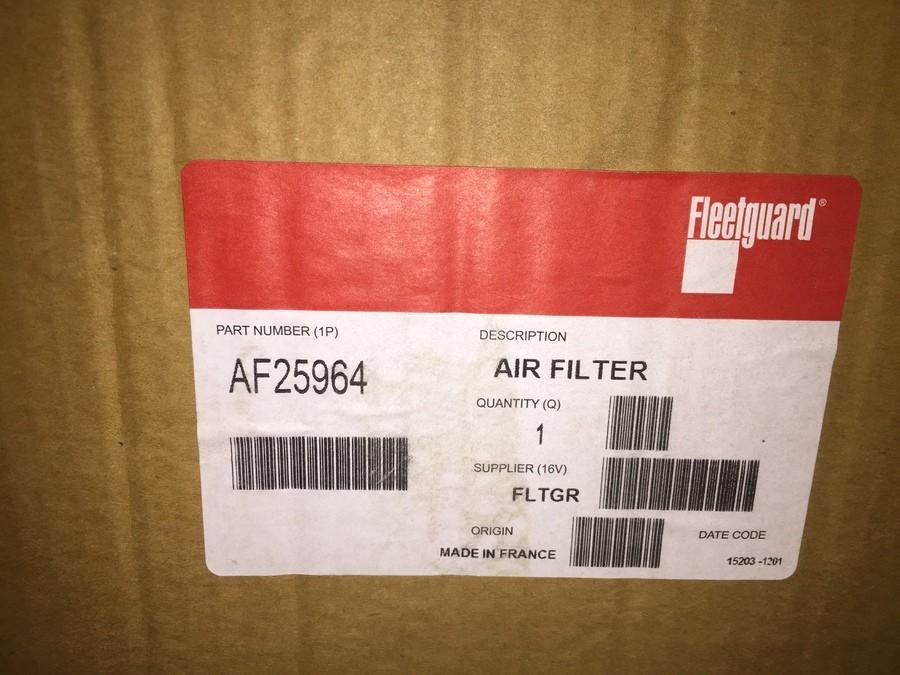 Fleetguard®
PART NUMBER (1P)
AF25964
DESCRIPTION
AIR FILTER
QUANTITY (Q)
1
SUPPLIER (16V)
FLTGR
ORIGIN
MADE IN FRANCE
DATE CODE
15203 -1201